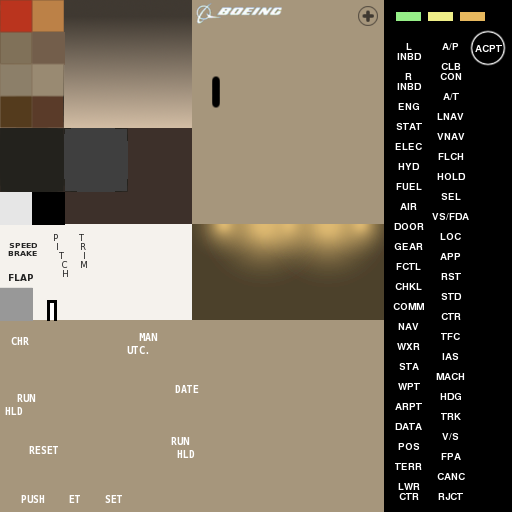 BOEING
SPEED
BRAKE
FLAP
PITCH
TRIM
CHR
MAN
UTC.
DATE
RUN
HLD
RESET
RUN
HLD
PUSH ET SET
L
INBD
R
INBD
ENG
STAT
ELEC
HYD
FUEL
AIR
DOOR
GEAR
FCTL
CHKL
COMM
NAV
WXR
STA
WPT
ARPT
DATA
POS
TERR
LWR
CTR
A/P
CLB
CON
A/T
LNAV
VNAV
FLCH
HOLD
SEL
VS/FDA
LOC
APP
RST
STD
CTR
TFC
IAS
MACH
HDG
TRK
V/S
FPA
CANC
RJCT
ACPT